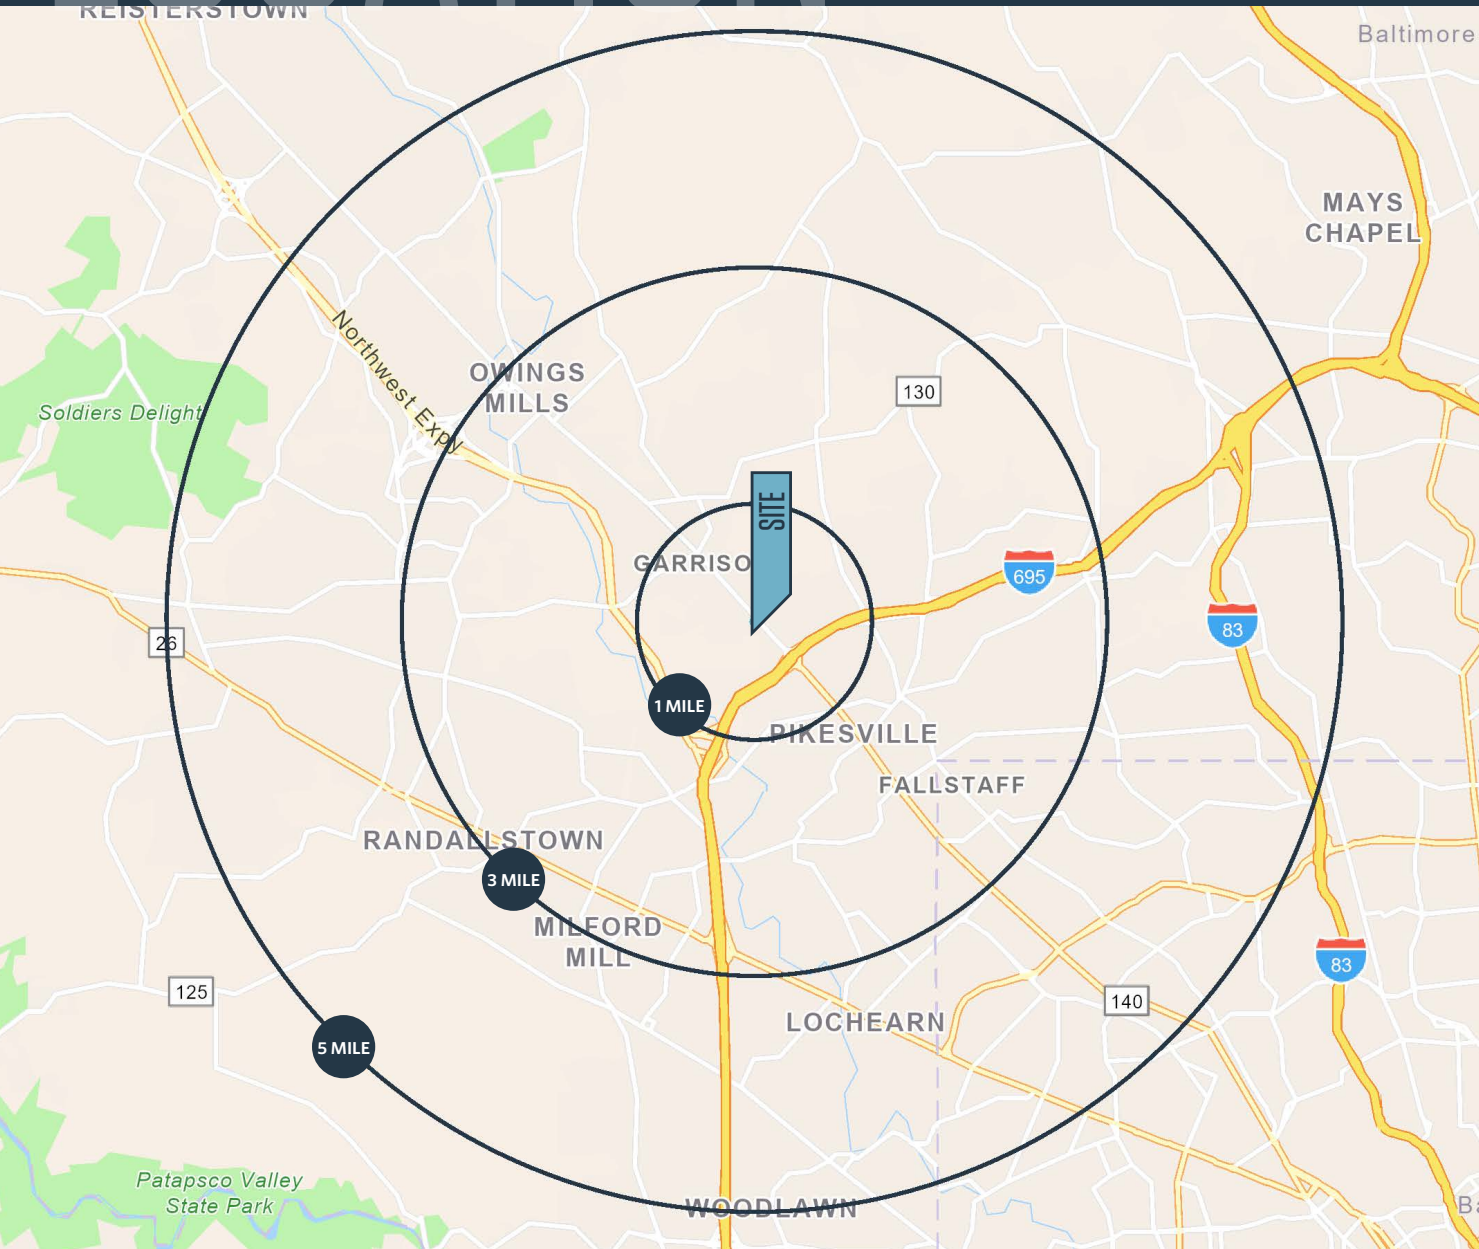 REISTERSTOWN
Baltimore
MAYS
CHAPEL
Northwest Expy
OWINGS
MILLS
130
Soldiers Delight
SITE
GARRISO
695
26
83
1 MILE
PIKESVILLE
FALLSTAFF
RANDALLSTOWN
3 MILE
MILFORD
MILL
83
125
140
LOCHEARN
5 MILE
Patapsco Valley
State Park
WOODLAWN